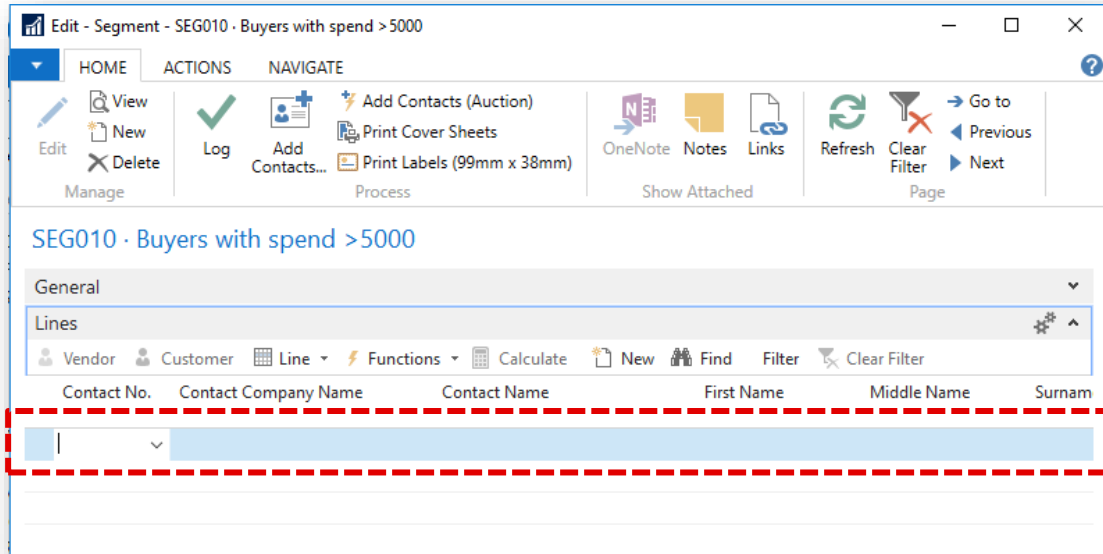 Edit - Segment - SEG010 · Buyers with spend >5000
HOME ACTIONS NAVIGATE
Edit
View
New
Delete
Manage
Log
Add Contacts...
Add Contacts (Auction)
Print Cover Sheets
Print Labels (99mm x 38mm)
Process
OneNote
Notes
Links
Show Attached
Refresh
Clear Filter
Go to
Previous
Next
Page
SEG010 · Buyers with spend >5000
General
Lines
Vendor Customer Line Functions Calculate New Find Filter Clear Filter
Contact No. Contact Company Name Contact Name First Name Middle Name Surnam